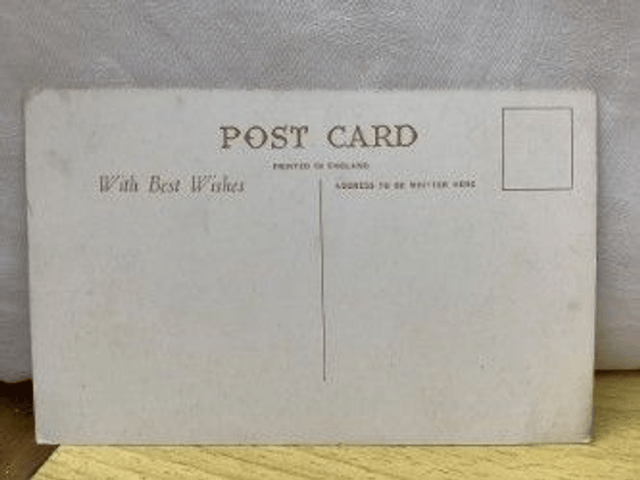 POST CARD
PRINTED IN ENGLAND
With Best Wishes
ADDRESS TO BE WRITTEN HERE